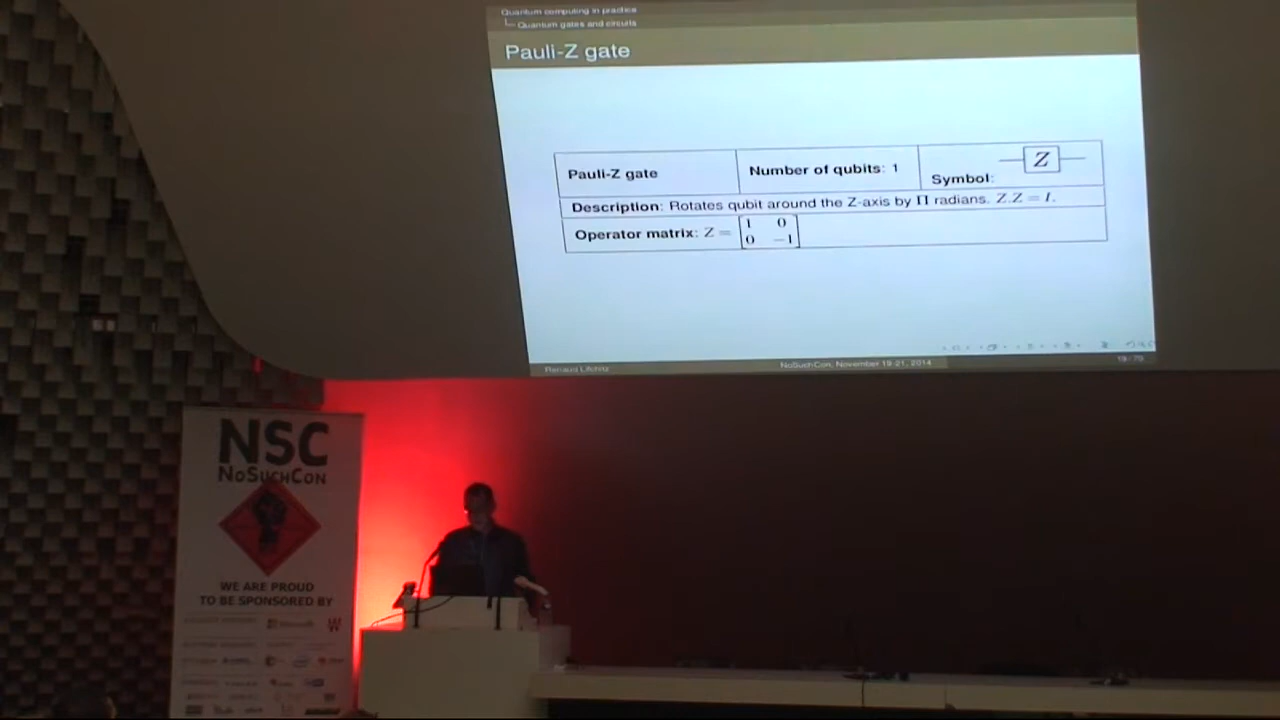 Quantum computing in practice
Quantum gates and circuits
Pauli-Z gate
Pauli-Z gate
Number of qubits: 1
Symbol: Z
Description: Rotates qubit around the Z-axis by Π radians. Z.Z = I.
Operator matrix: Z = [1 0
0 −1]
NoSuchCon, November 19-21, 2014
19 / 75
NSC
NoSuchCon
WE ARE PROUD
TO BE SPONSORED BY